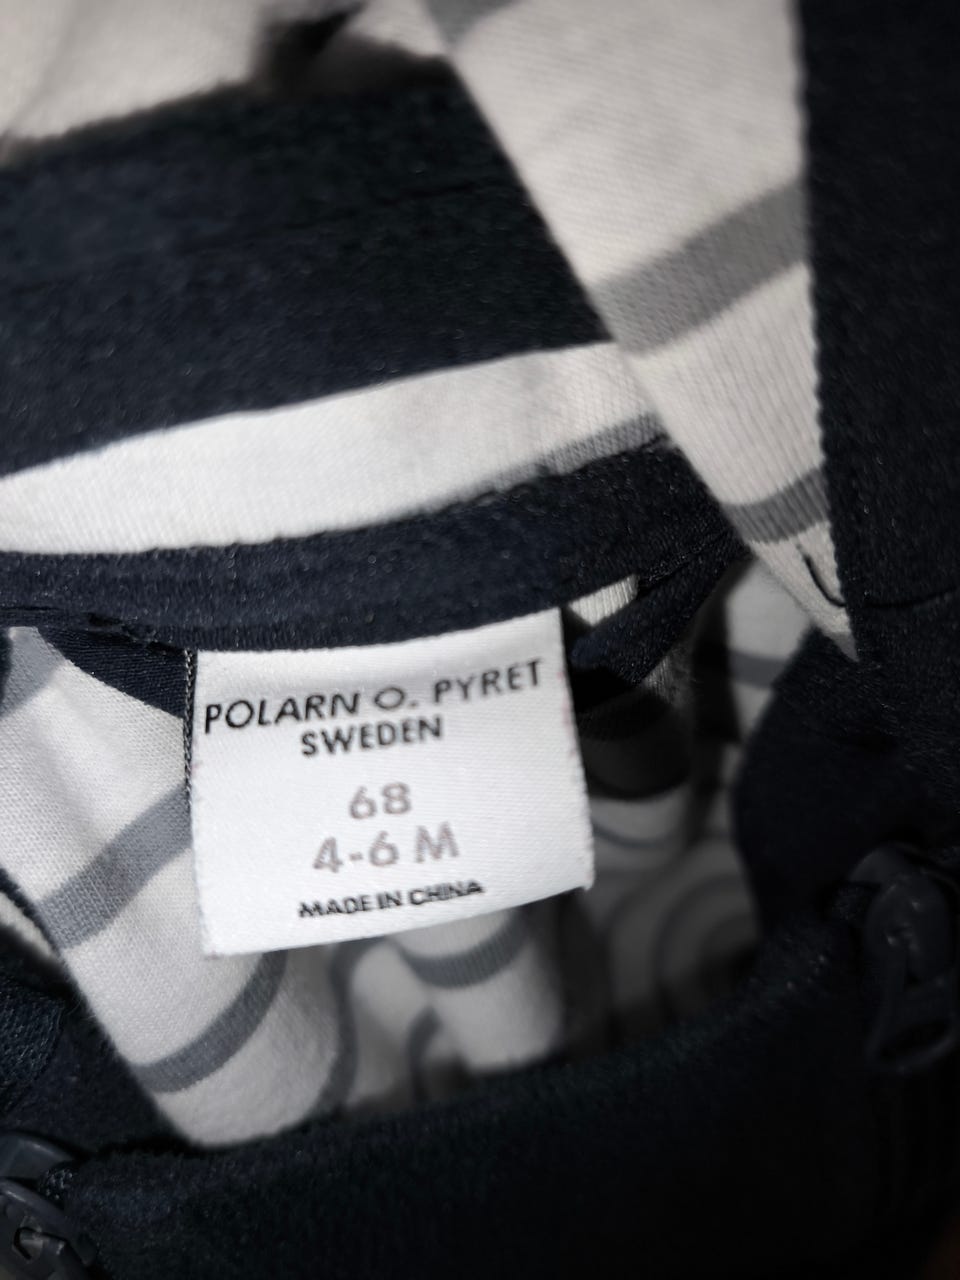 POLARN O. PYRET
SWEDEN
68
4-6 M
MADE IN CHINA